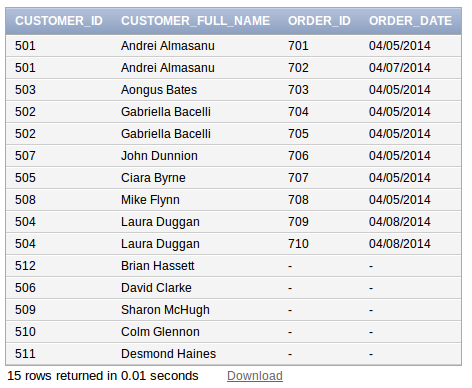 CUSTOMER_ID CUSTOMER_FULL_NAME ORDER_ID ORDER_DATE
501 Andrei Almasanu 701 04/05/2014
501 Andrei Almasanu 702 04/07/2014
503 Aongus Bates 703 04/05/2014
502 Gabriella Bacelli 704 04/05/2014
502 Gabriella Bacelli 705 04/05/2014
507 John Dunnion 706 04/05/2014
505 Ciara Byrne 707 04/05/2014
508 Mike Flynn 708 04/05/2014
504 Laura Duggan 709 04/08/2014
504 Laura Duggan 710 04/08/2014
512 Brian Hassett - -
506 David Clarke - -
509 Sharon McHugh - -
510 Colm Glennon - -
511 Desmond Haines - -
15 rows returned in 0.01 seconds Download